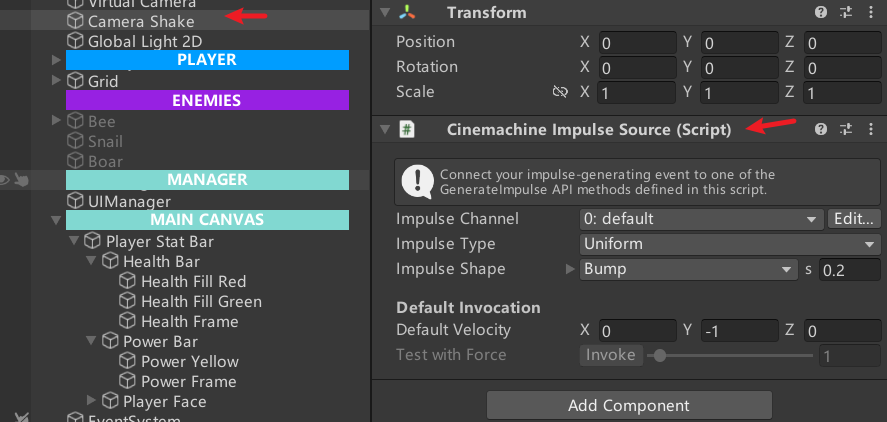 Virtual Camera
Camera Shake
Global Light 2D
PLAYER
Grid
ENEMIES
Bee
Snail
Boar
MANAGER
UIManager
MAIN CANVAS
Player Stat Bar
Health Bar
Health Fill Red
Health Fill Green
Health Frame
Power Bar
Power Yellow
Power Frame
Player Face
EventSystem
Transform
Position X 0 Y 0 Z 0
Rotation X 0 Y 0 Z 0
Scale X 1 Y 1 Z 1
# Cinemachine Impulse Source (Script)
Connect your impulse-generating event to one of the
GenerateImpulse API methods defined in this script.
Impulse Channel 0: default Edit...
Impulse Type Uniform
Impulse Shape Bump s 0.2
Default Invocation
Default Velocity X 0 Y -1 Z 0
Test with Force Invoke 1
Add Component